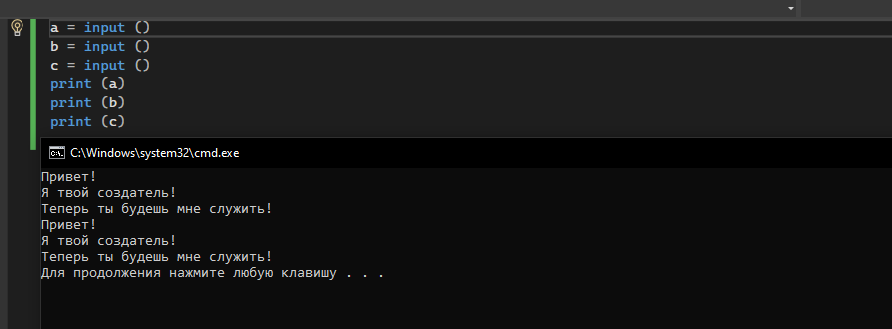 a = input ()
b = input ()
c = input ()
print (a)
print (b)
print (c)
C:\Windows\system32\cmd.exe
Привет!
Я твой создатель!
Теперь ты будешь мне служить!
Привет!
Я твой создатель!
Теперь ты будешь мне служить!
Для продолжения нажмите любую клавишу . . .